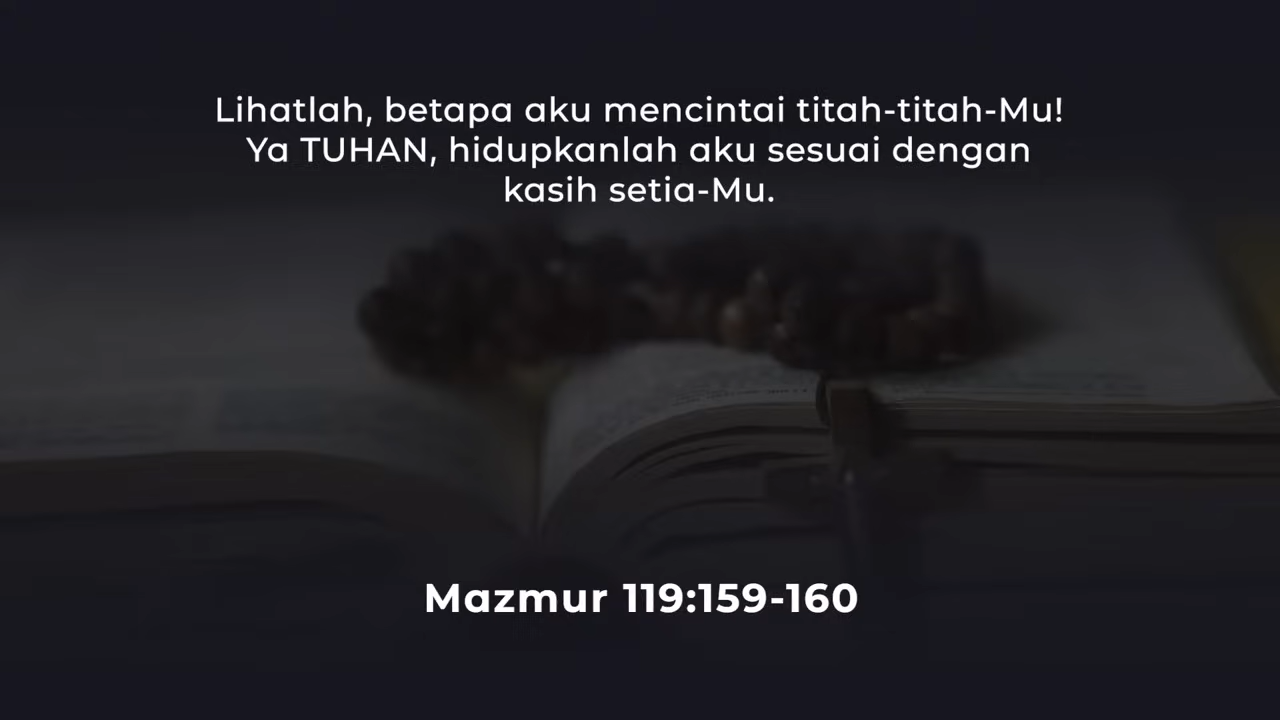 Lihatlah, betapa aku mencintai titah-titah-Mu!
Ya TUHAN, hidupkanlah aku sesuai dengan
kasih setia-Mu.
Mazmur 119:159-160